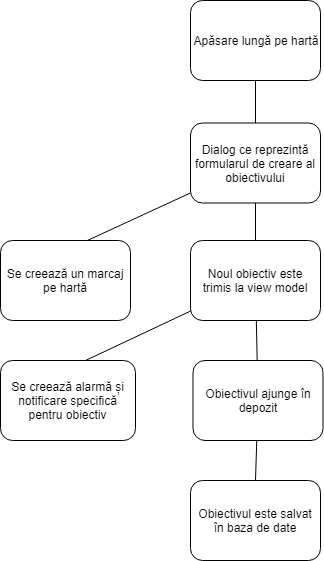 Apăsare lungă pe hartă
Dialog ce reprezintă
formularul de creare al
obiectivului
Se creează un marcaj
pe hartă
Noul obiectiv este
trimis la view model
Se creează alarmă și
notificare specifică
pentru obiectiv
Obiectivul ajunge în
depozit
Obiectivul este salvat
în baza de date